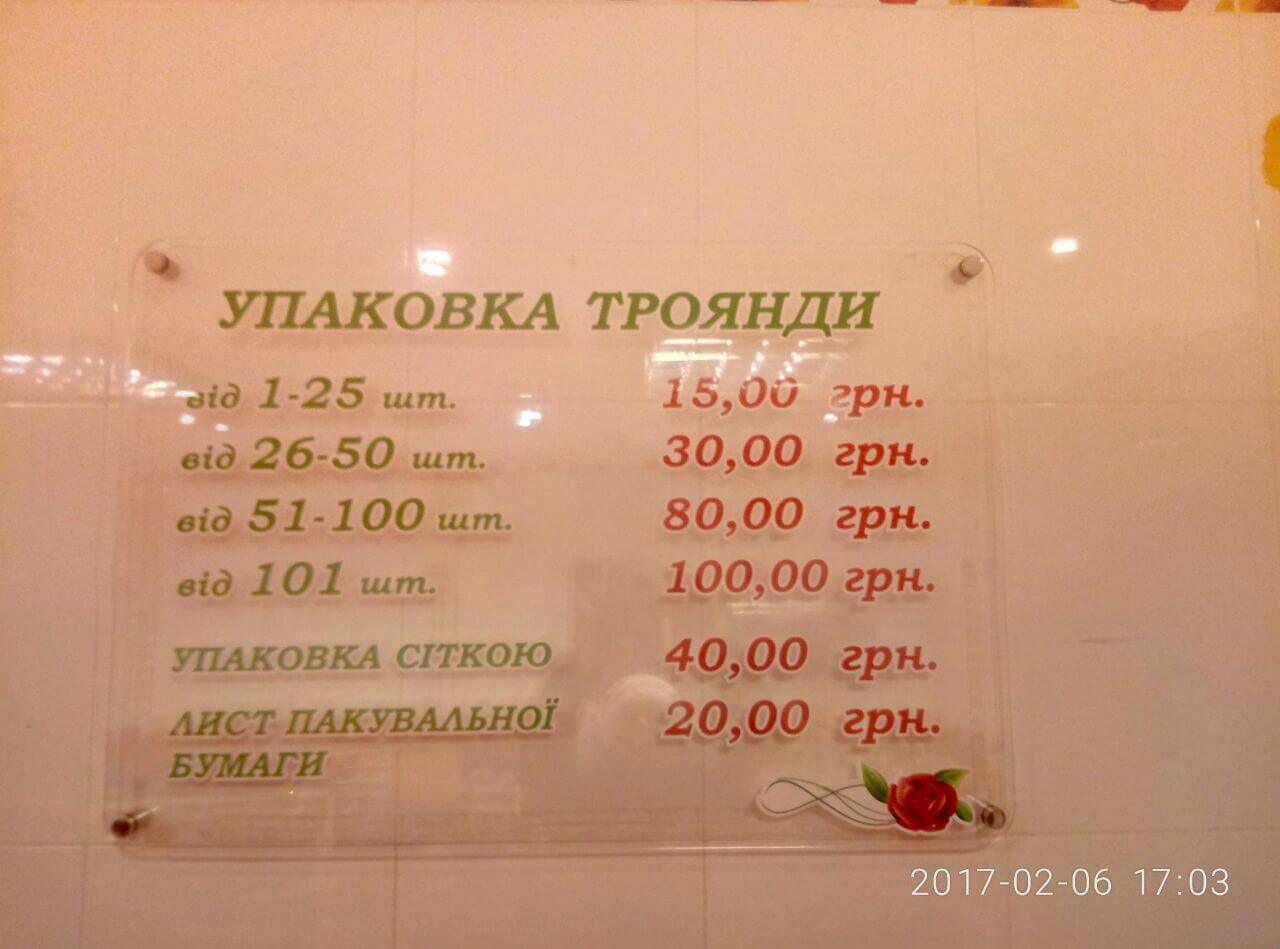 УПАКОВКА ТРОЯНДИ
від 1-25 шт. 15,00 грн.
від 26-50 шт. 30,00 грн.
від 51-100 шт. 80,00 грн.
від 101 шт. 100,00 грн.
УПАКОВКА СІТКОЮ 40,00 грн.
ЛИСТ ПАКУВАЛЬНОЇ 20,00 грн.
БУМАГИ
2017-02-06 17:03